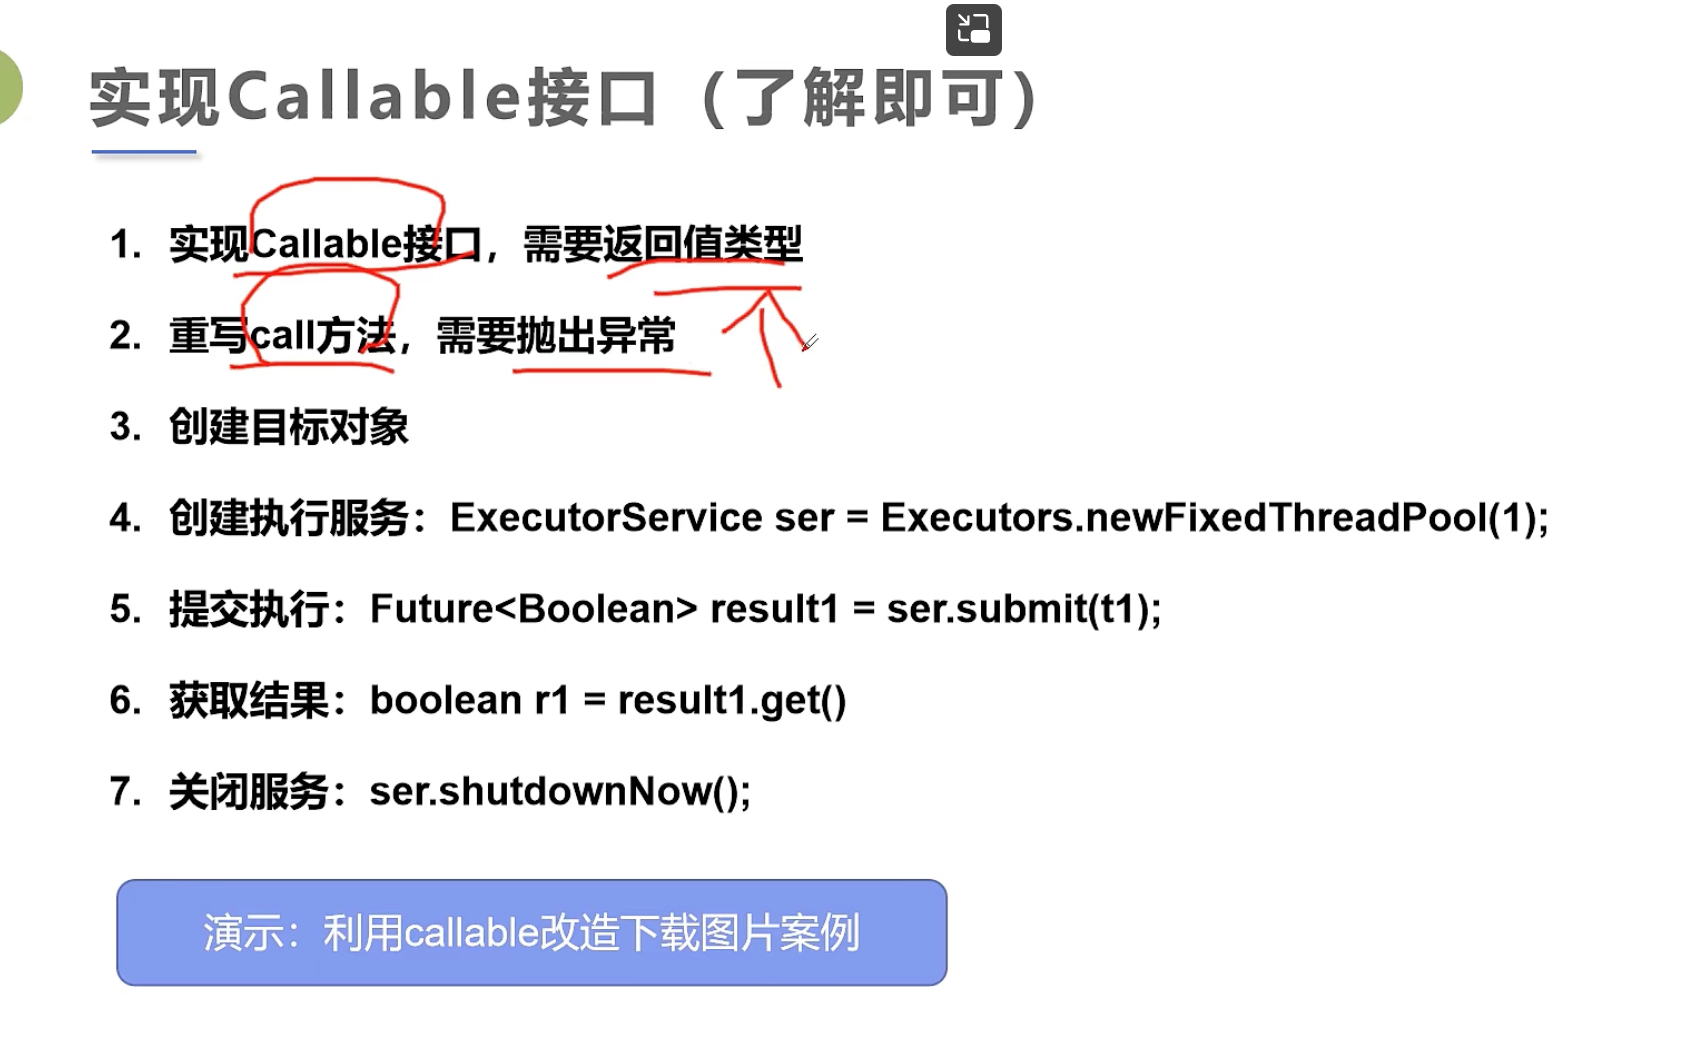 实现Callable接口（了解即可）
1. 实现Callable接口，需要返回值类型
2. 重写call方法，需要抛出异常
3. 创建目标对象
4. 创建执行服务：ExecutorService ser = Executors.newFixedThreadPool(1);
5. 提交执行：Future<Boolean> result1 = ser.submit(t1);
6. 获取结果：boolean r1 = result1.get()
7. 关闭服务：ser.shutdownNow();
演示：利用callable改造下载图片案例